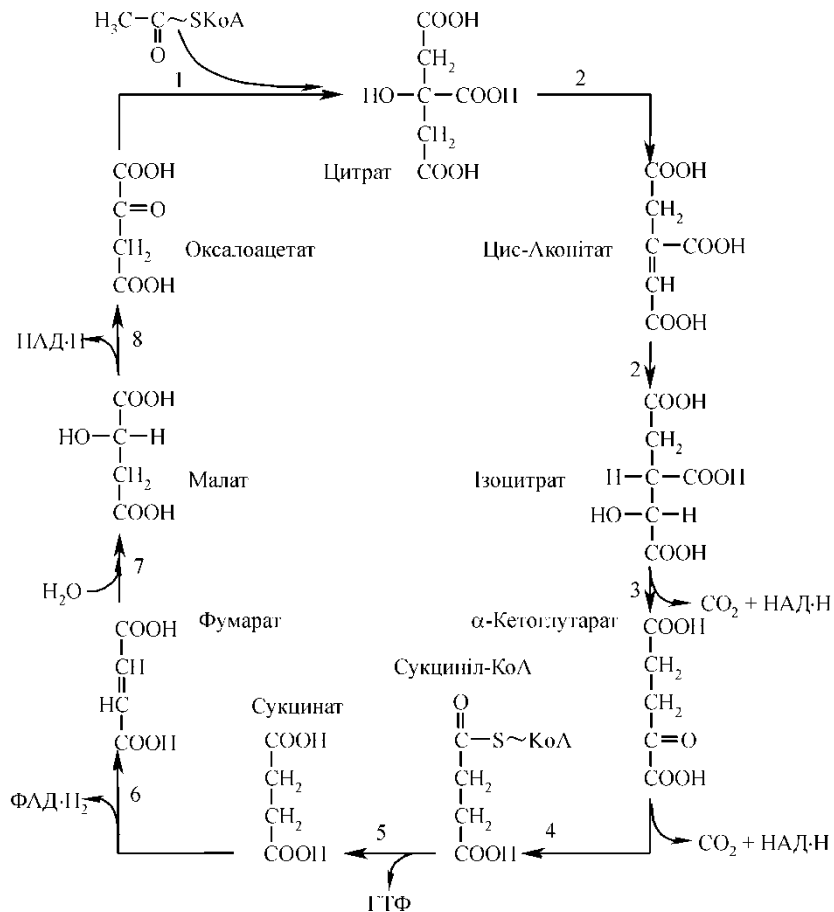 H₃C—C~SKoA
O
1
COOH
CH₂
HO—C—COOH
CH₂
COOH
Цитрат
2
COOH
CH₂
C—COOH
CH
COOH
Цис-Аконітат
2
COOH
CH₂
H—C—COOH
HO—C—H
COOH
Ізоцитрат
3
CO₂ + НАД·Н
α-Кетоглутарат
COOH
CH₂
CH₂
C=O
COOH
CO₂ + НАД·Н
4
Сукциніл-КоА
O
C—S~KoA
CH₂
CH₂
COOH
5
ГТФ
Сукцинат
COOH
CH₂
CH₂
COOH
6
ФАД·Н₂
Фумарат
COOH
CH
HC
COOH
7
H₂O
Малат
COOH
HO—C—H
CH₂
COOH
8
НАД·Н
Оксалоацетат
COOH
C=O
CH₂
COOH